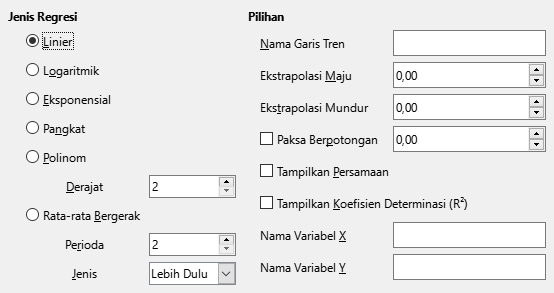 Jenis Regresi
Linier
Logaritmik
Eksponensial
Pangkat
Polinom
Derajat 2
Rata-rata Bergerak
Perioda 2
Jenis Lebih Dulu
Pilihan
Nama Garis Tren
Ekstrapolasi Maju 0,00
Ekstrapolasi Mundur 0,00
Paksa Berpotongan 0,00
Tampilkan Persamaan
Tampilkan Koefisien Determinasi (R²)
Nama Variabel X
Nama Variabel Y